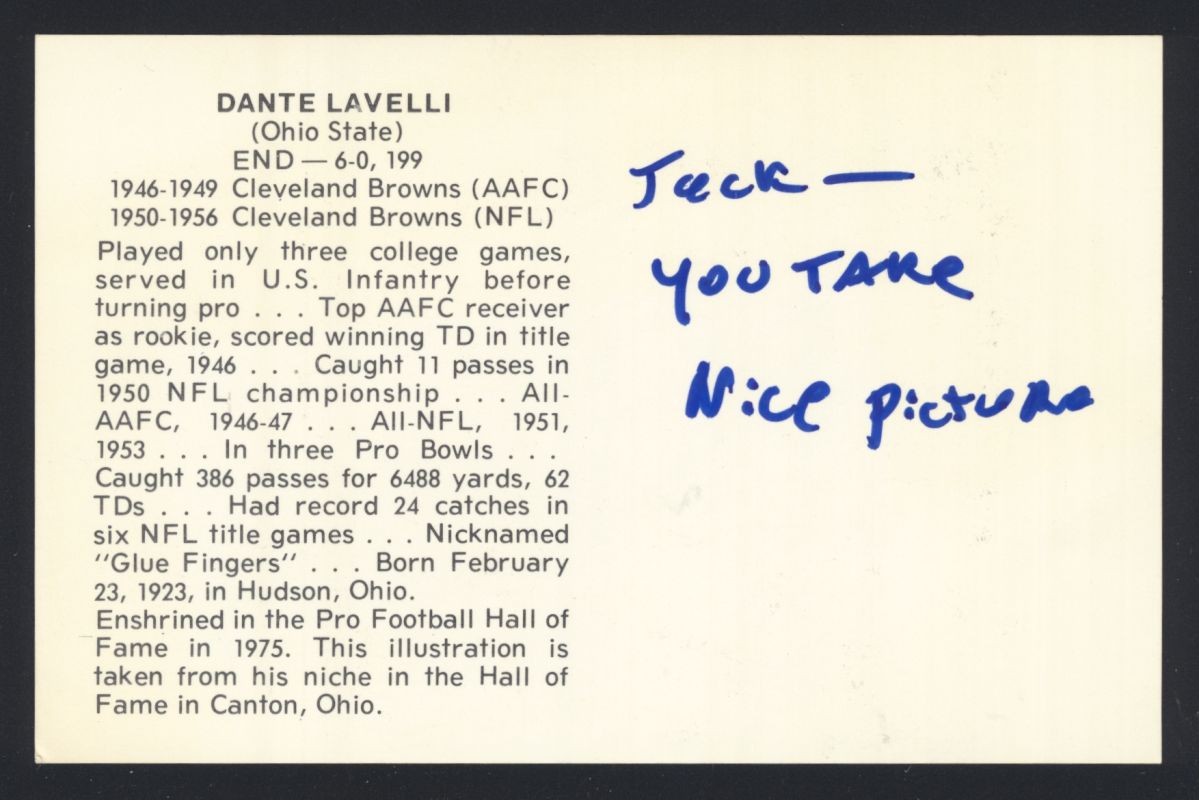 DANTE LAVELLI
(Ohio State)
END — 6-0, 199
1946-1949 Cleveland Browns (AAFC)
1950-1956 Cleveland Browns (NFL)
Played only three college games,
served in U.S. Infantry before
turning pro . . . Top AAFC receiver
as rookie, scored winning TD in title
game, 1946 . . . Caught 11 passes in
1950 NFL championship . . . All-
AAFC, 1946-47 . . . All-NFL, 1951,
1953 . . . In three Pro Bowls . . .
Caught 386 passes for 6488 yards, 62
TDs . . . Had record 24 catches in
six NFL title games . . . Nicknamed
"Glue Fingers" . . . Born February
23, 1923, in Hudson, Ohio.
Enshrined in the Pro Football Hall of
Fame in 1975. This illustration is
taken from his niche in the Hall of
Fame in Canton, Ohio.
Jack —
you TAKe
Nice picture